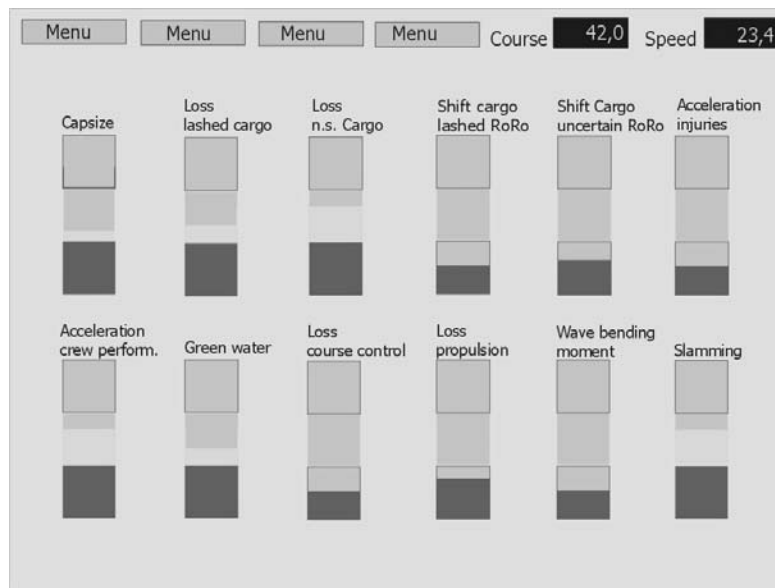 Menu Menu Menu Menu Course 42,0 Speed 23,4
Capsize
Loss
lashed cargo
Loss
n.s. Cargo
Shift cargo
lashed RoRo
Shift Cargo
uncertain RoRo
Acceleration
injuries
Acceleration
crew perform.
Green water
Loss
course control
Loss
propulsion
Wave bending
moment
Slamming